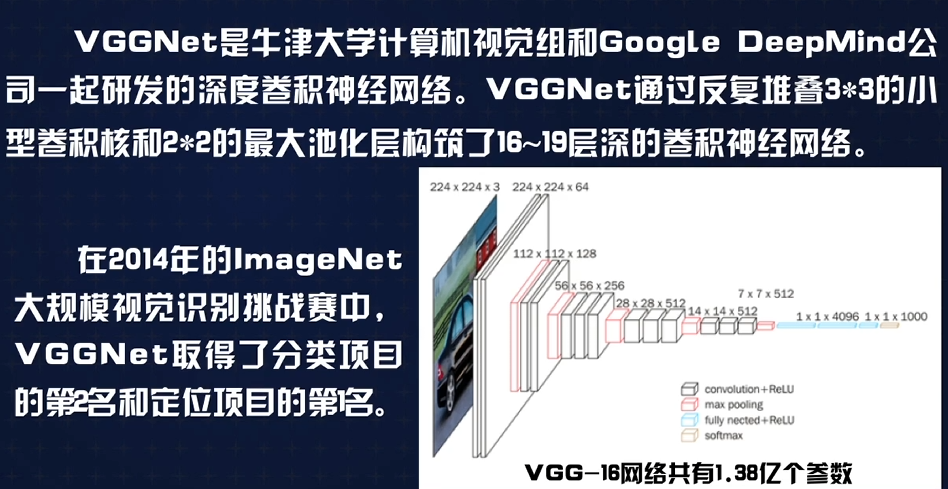 VGGNet是牛津大学计算机视觉组和Google DeepMind公
司一起研发的深度卷积神经网络。VGGNet通过反复堆叠3*3的小
型卷积核和2*2的最大池化层构筑了16~19层深的卷积神经网络。
在2014年的ImageNet
大规模视觉识别挑战赛中，
VGGNet取得了分类项目
的第2名和定位项目的第1名。
224 x 224 x 3
224 x 224 x 64
112 x 112 x 128
56 x 56 x 256
28 x 28 x 512
14 x 14 x 512
7 x 7 x 512
1 x 1 x 4096
1 x 1 x 1000
convolution+ReLU
max pooling
fully nected+ReLU
softmax
VGG-16网络共有1.38亿个参数